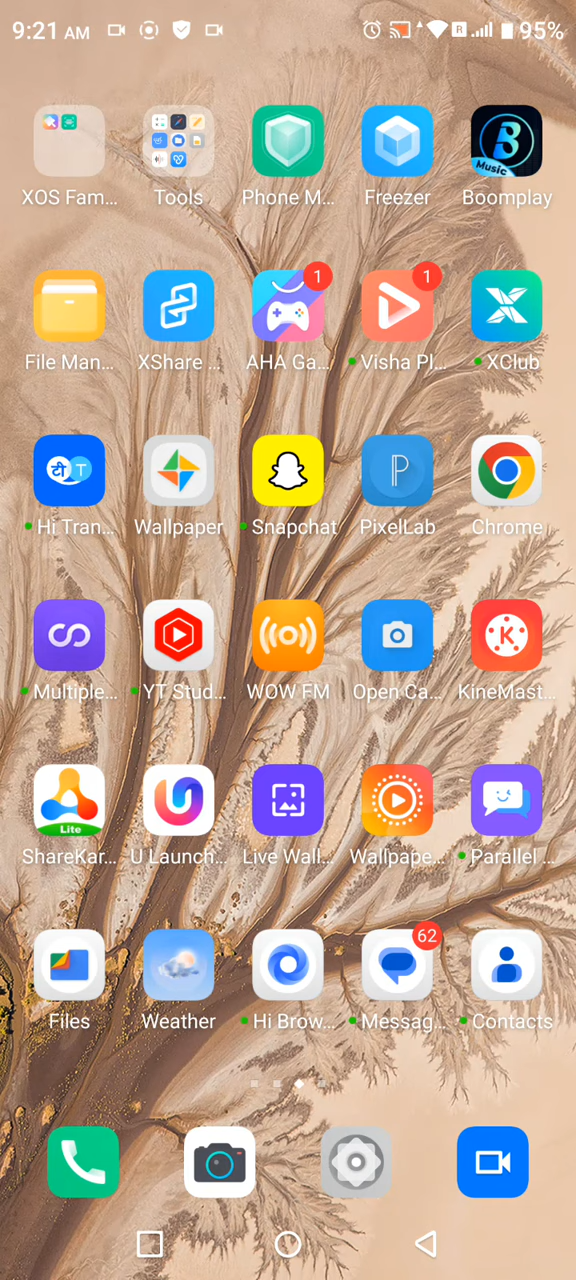 9:21 AM R 95%
XOS Fam... Tools Phone M... Freezer Boomplay
Music
1 1
File Man... XShare ... AHA Ga... Visha Pl... XClub
टी T P
Hi Tran... Wallpaper Snapchat PixelLab Chrome
K
Multiple... YT Stud... WOW FM Open Ca... KineMast...
Lite
ShareKar... U Launch... Live Wall... Wallpape... Parallel ...
62
Files Weather Hi Brow... Messag... Contacts